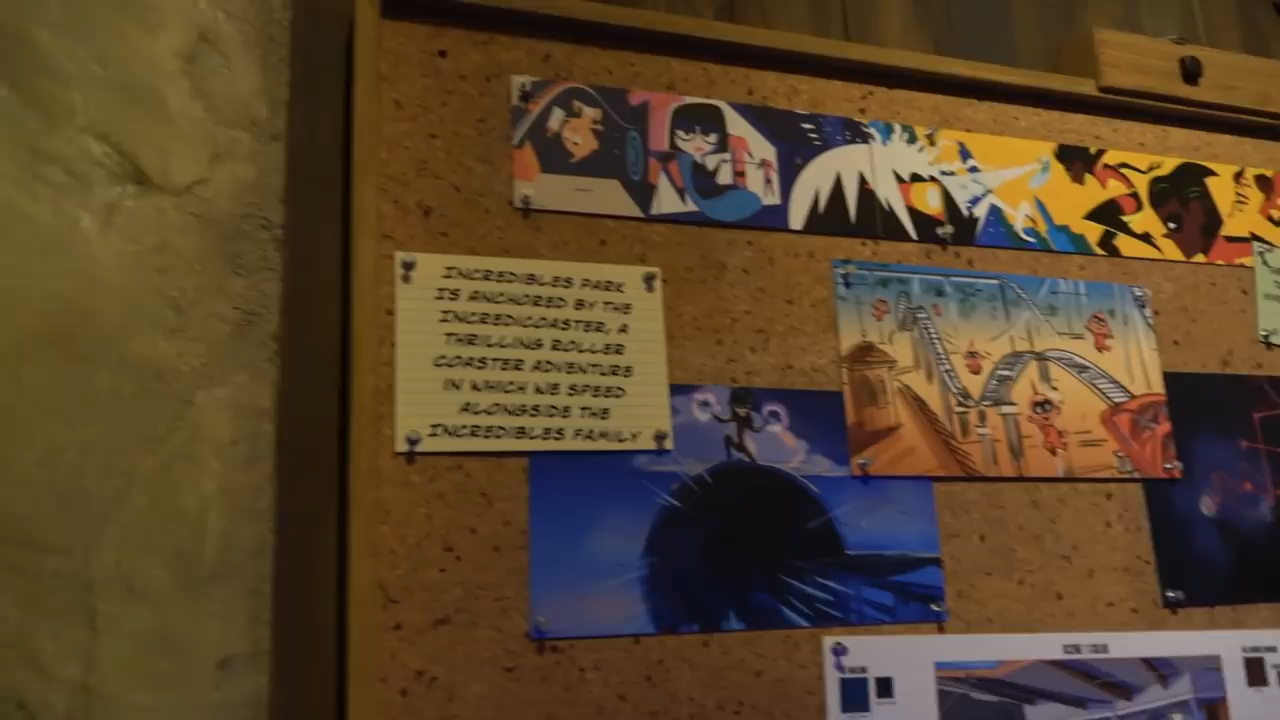 INCREDIBLES PARK
IS ANCHORED BY THE
INCREDICOASTER, A
THRILLING ROLLER
COASTER ADVENTURE
IN WHICH WE SPEED
ALONGSIDE THE
INCREDIBLES FAMILY